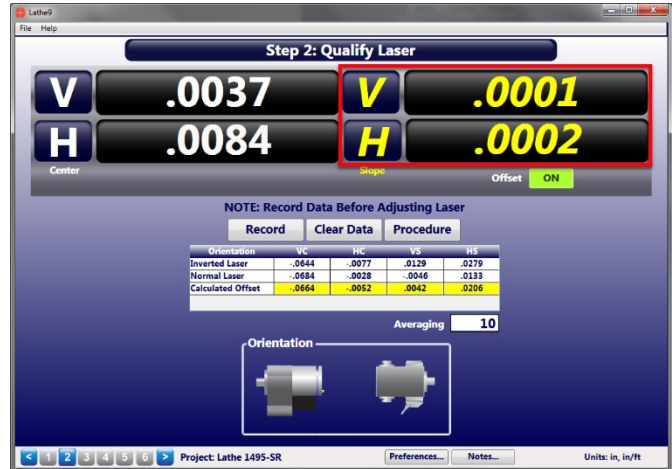 Lathe9
File Help
Step 2: Qualify Laser
V .0037 V .0001
H .0084 H .0002
Center Slope Offset ON
NOTE: Record Data Before Adjusting Laser
Record Clear Data Procedure
Orientation VC HC VS HS
Inverted Laser -.0644 -.0077 .0129 .0279
Normal Laser -.0684 -.0028 -.0046 .0133
Calculated Offset -.0664 -.0052 .0042 .0206
Averaging 10
Orientation
< 1 2 3 4 5 6 > Project: Lathe 1495-SR Preferences... Notes... Units: in, in/ft